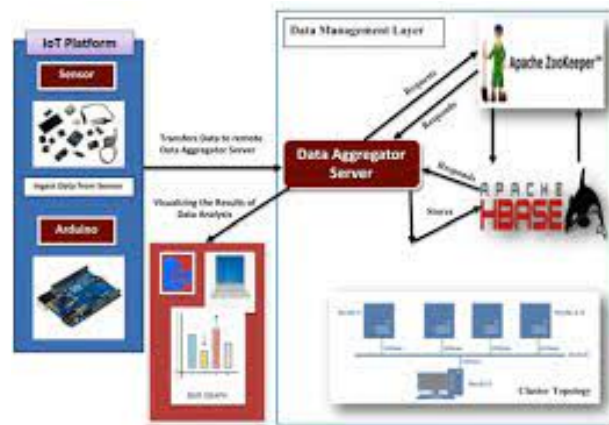 IoT Platform
Sensor
Ingest Data from Sensor
Arduino
Transfers Data to remote
Data Aggregator Server
Visualizing the Results of
Data Analysis
Data Management Layer
Data Aggregator
Server
Requests
Responds
Apache ZooKeeper™
Responds
Stores
APACHE
HBASE
Cluster Topology